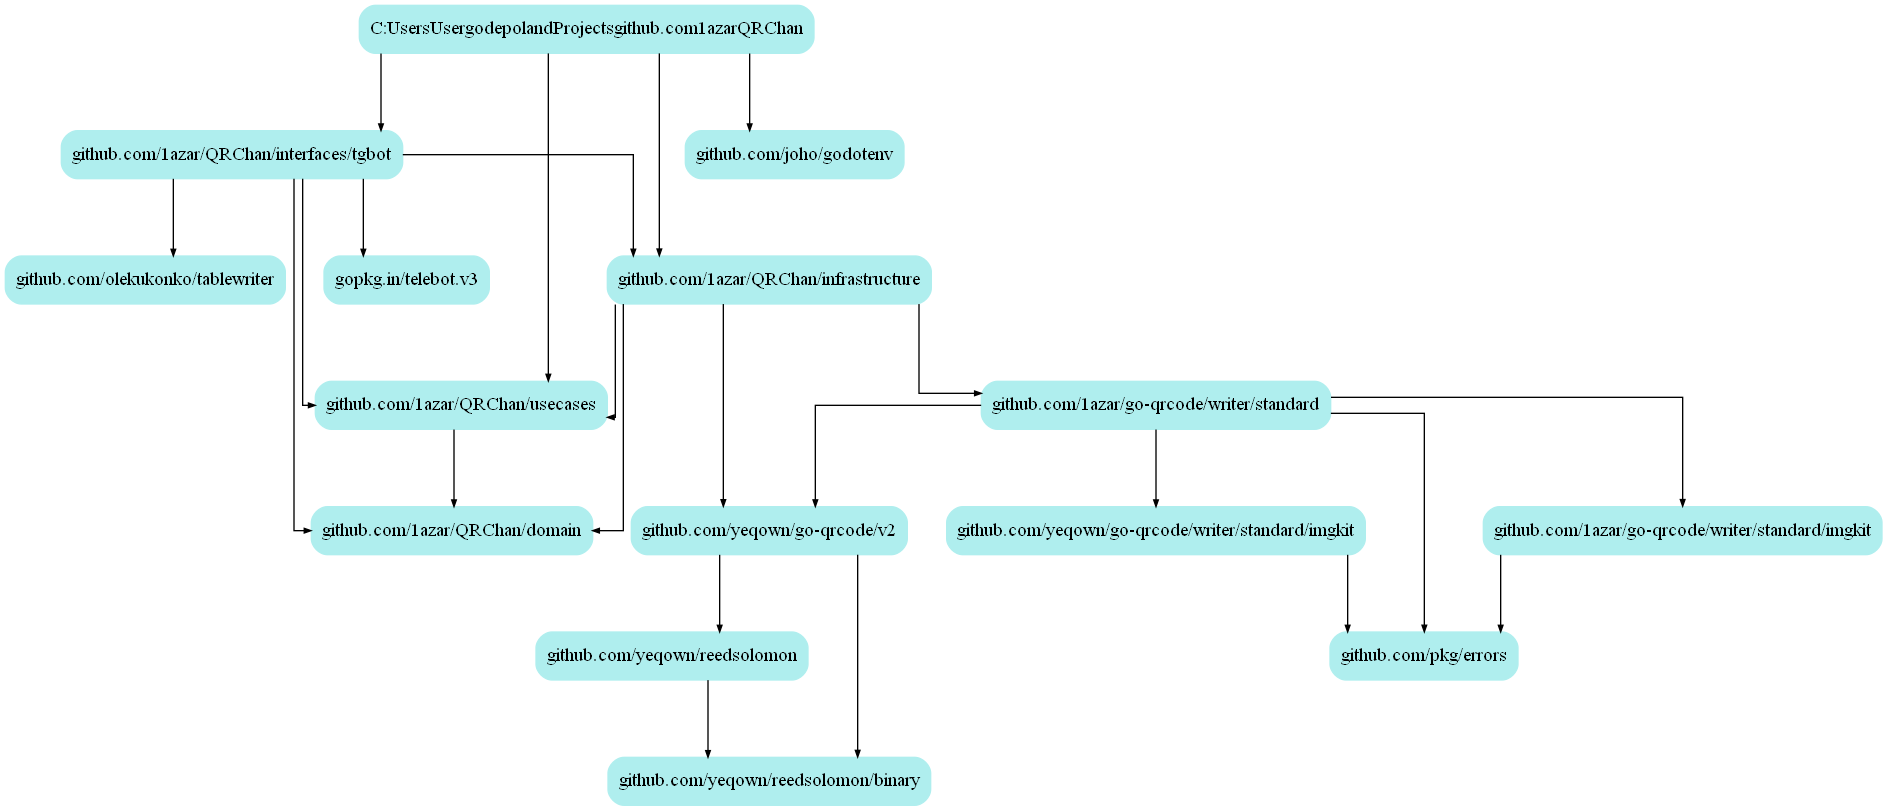 C:UsersUsergodepolandProjectsgithub.com1azarQRChan
github.com/1azar/QRChan/interfaces/tgbot
github.com/joho/godotenv
github.com/olekukonko/tablewriter
gopkg.in/telebot.v3
github.com/1azar/QRChan/infrastructure
github.com/1azar/QRChan/usecases
github.com/1azar/go-qrcode/writer/standard
github.com/1azar/QRChan/domain
github.com/yeqown/go-qrcode/v2
github.com/yeqown/go-qrcode/writer/standard/imgkit
github.com/1azar/go-qrcode/writer/standard/imgkit
github.com/yeqown/reedsolomon
github.com/pkg/errors
github.com/yeqown/reedsolomon/binary